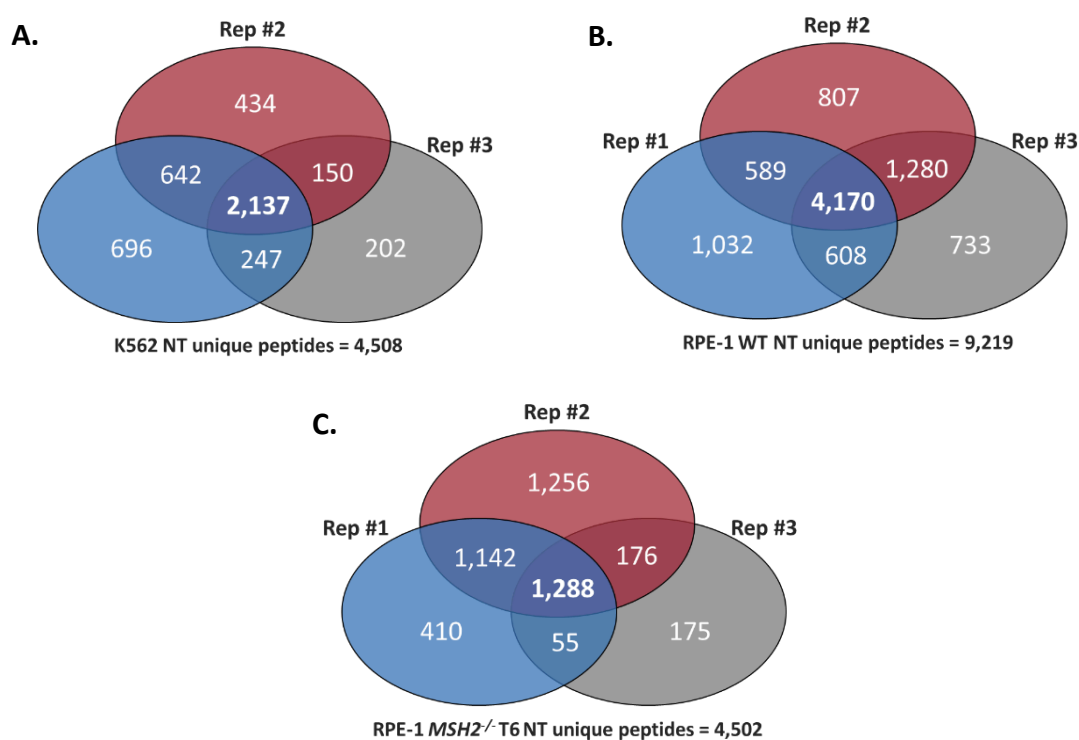 A.
Rep #2
434
Rep #3
642
150
2,137
696
247
202
K562 NT unique peptides = 4,508
B.
Rep #2
807
Rep #1
Rep #3
589
1,280
4,170
1,032
608
733
RPE-1 WT NT unique peptides = 9,219
C.
Rep #2
1,256
Rep #1
Rep #3
1,142
176
1,288
410
55
175
RPE-1 MSH2-/- T6 NT unique peptides = 4,502